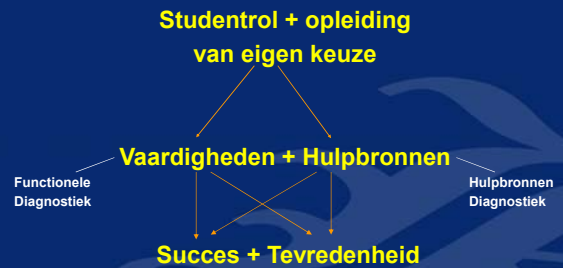 Studentrol + opleiding
van eigen keuze
Vaardigheden + Hulpbronnen
Functionele
Diagnostiek
Hulpbronnen
Diagnostiek
Succes + Tevredenheid